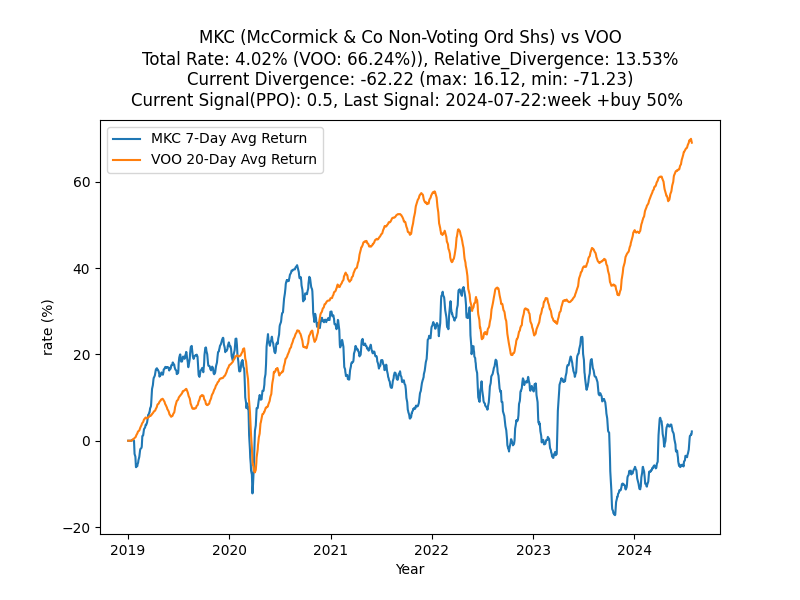 MKC (McCormick & Co Non-Voting Ord Shs) vs VOO
Total Rate: 4.02% (VOO: 66.24%)), Relative_Divergence: 13.53%
Current Divergence: -62.22 (max: 16.12, min: -71.23)
Current Signal(PPO): 0.5, Last Signal: 2024-07-22:week +buy 50%
MKC 7-Day Avg Return
VOO 20-Day Avg Return
60
40
20
0
−20
rate (%)
2019 2020 2021 2022 2023 2024
Year